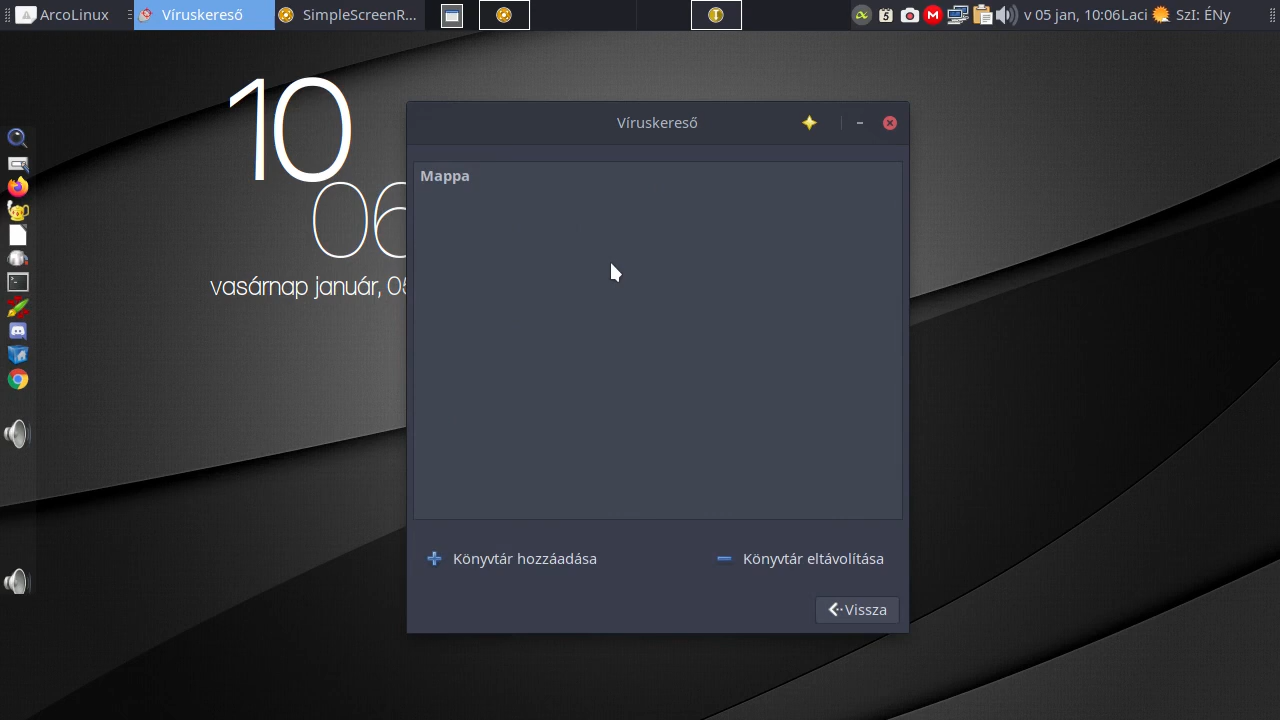 ArcoLinux
Víruskereső
SimpleScreenR...
5
v 05 jan, 10:06
Laci
SzI: ÉNy
10
06
vasárnap január, 05
Víruskereső
Mappa
Könyvtár hozzáadása
Könyvtár eltávolítása
Vissza